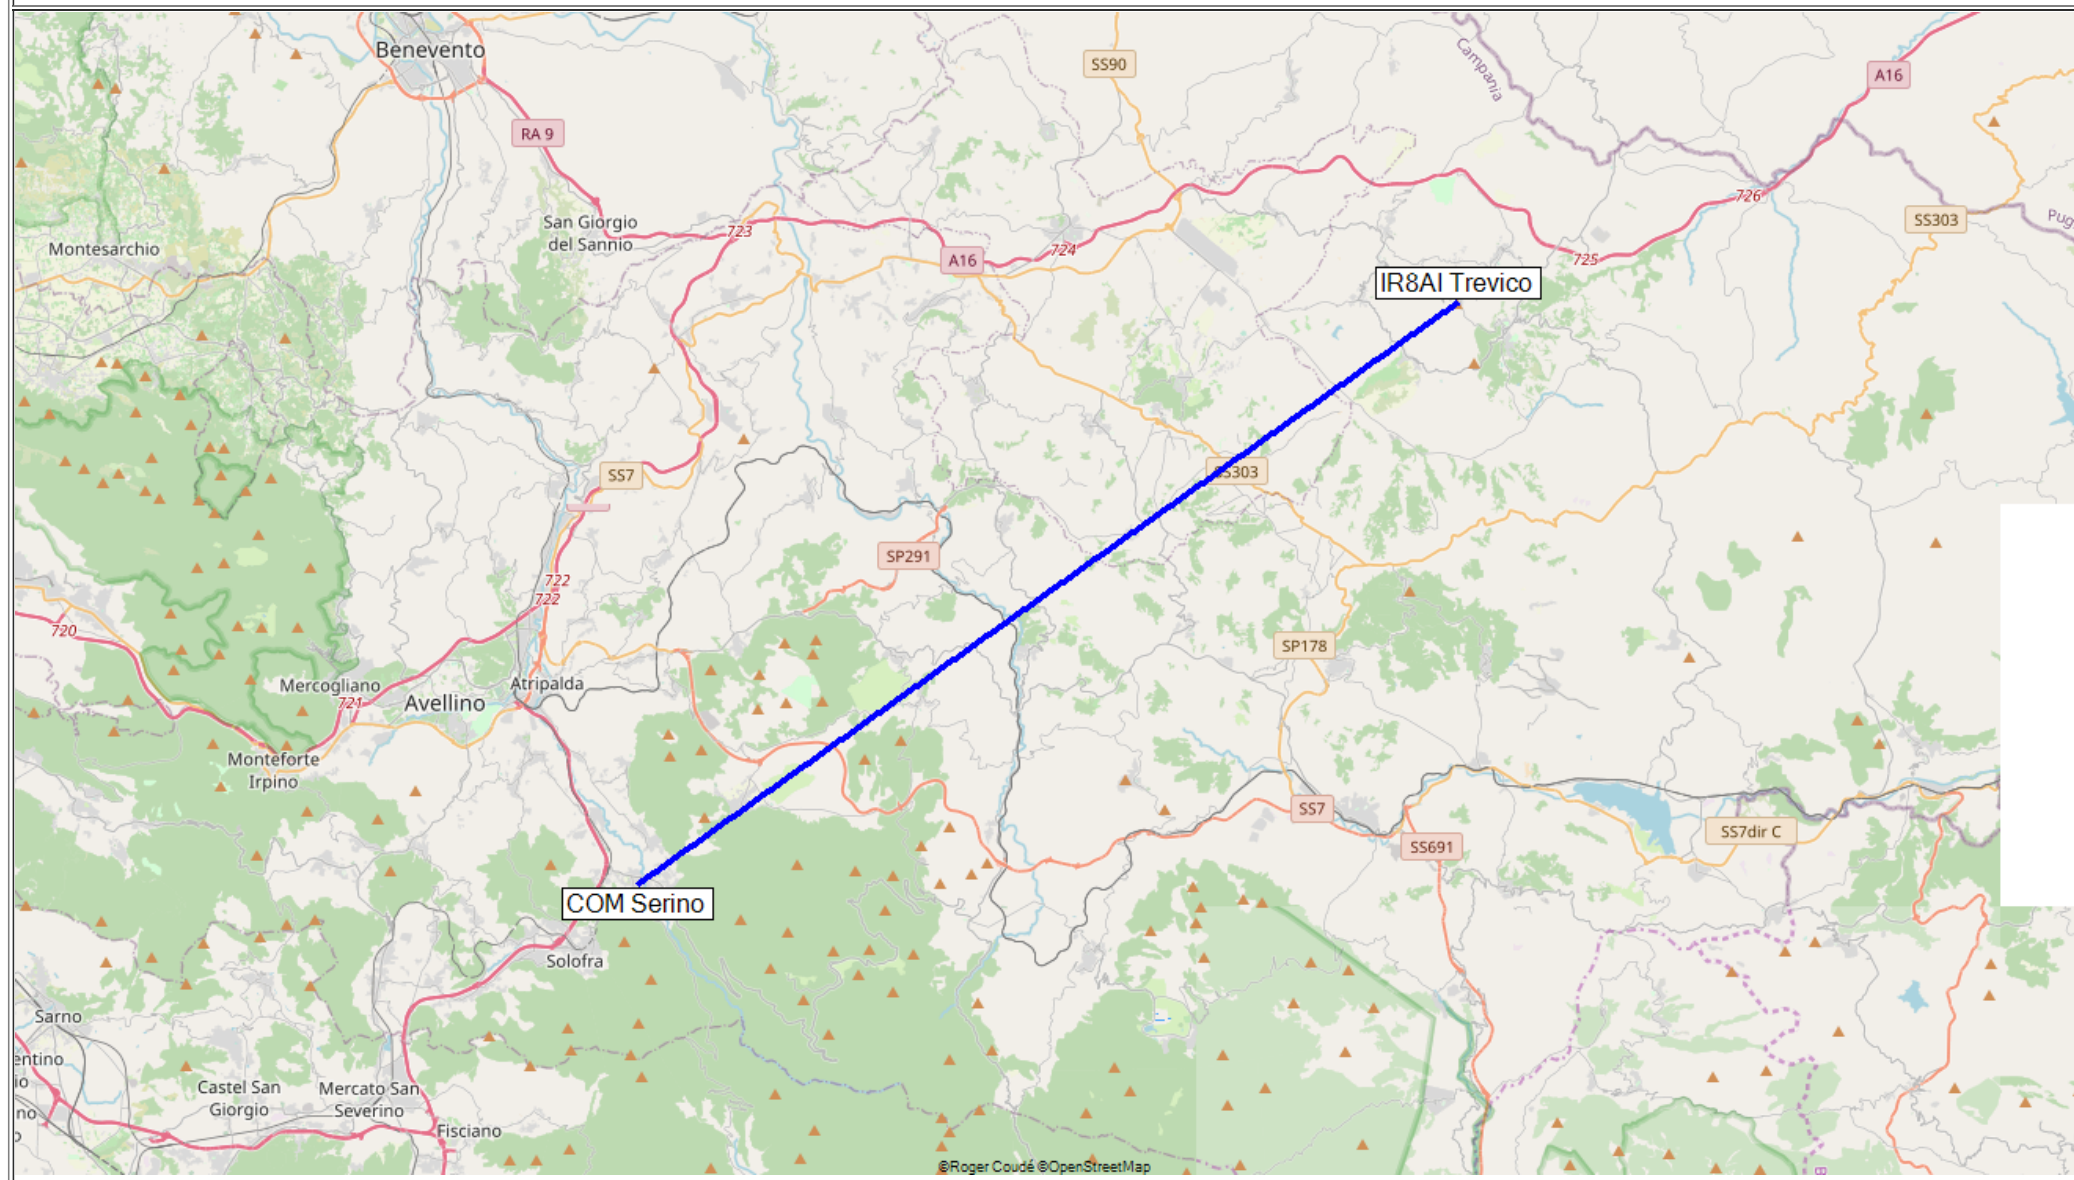 Benevento
SS90
Campania
A16
RA 9
San Giorgio
del Sannio
723
Montesarchio
A16
724
726
SS303
725
IR8AI Trevico
SS7
SS303
SP291
722
722
720
SP178
Mercogliano
721
Avellino
Atripalda
Monteforte
Irpino
SS7
SS7dir C
SS691
COM Serino
Solofra
Sarno
Castel San
Giorgio
Mercato San
Severino
Fisciano
©Roger Coudé ©OpenStreetMap